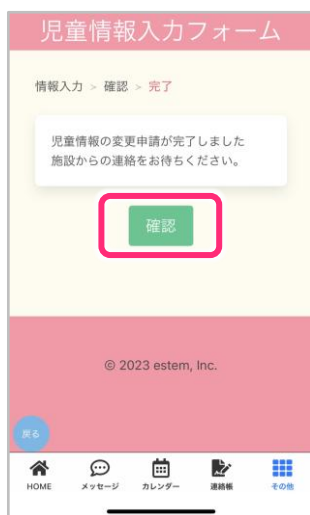 児童情報入力フォーム
情報入力 > 確認 > 完了
児童情報の変更申請が完了しました
施設からの連絡をお待ちください。
確認
© 2023 estem, Inc.
戻る
HOME メッセージ カレンダー 連絡帳 その他